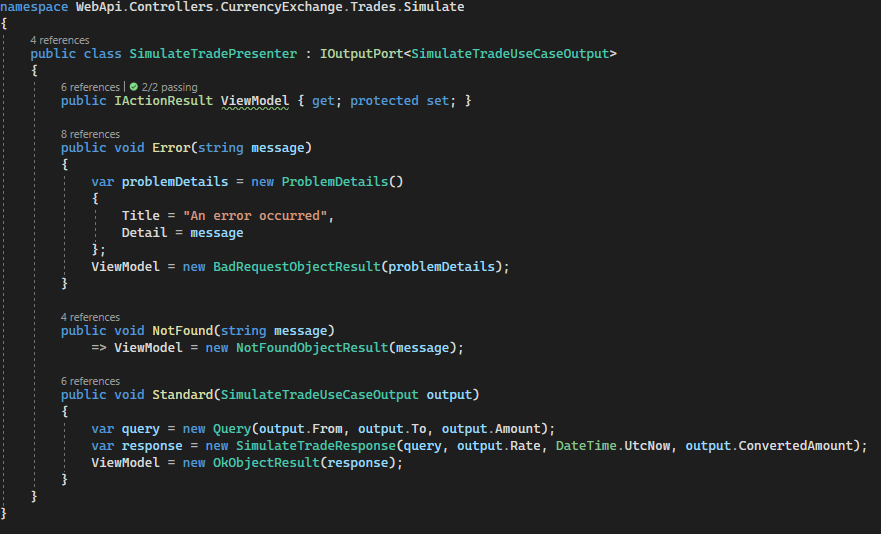 namespace WebApi.Controllers.CurrencyExchange.Trades.Simulate
{
4 references
public class SimulateTradePresenter : IOutputPort<SimulateTradeUseCaseOutput>
{
6 references | 2/2 passing
public IActionResult ViewModel { get; protected set; }
8 references
public void Error(string message)
{
var problemDetails = new ProblemDetails()
{
Title = "An error occurred",
Detail = message
};
ViewModel = new BadRequestObjectResult(problemDetails);
}
4 references
public void NotFound(string message)
=> ViewModel = new NotFoundObjectResult(message);
6 references
public void Standard(SimulateTradeUseCaseOutput output)
{
var query = new Query(output.From, output.To, output.Amount);
var response = new SimulateTradeResponse(query, output.Rate, DateTime.UtcNow, output.ConvertedAmount);
ViewModel = new OkObjectResult(response);
}
}
}